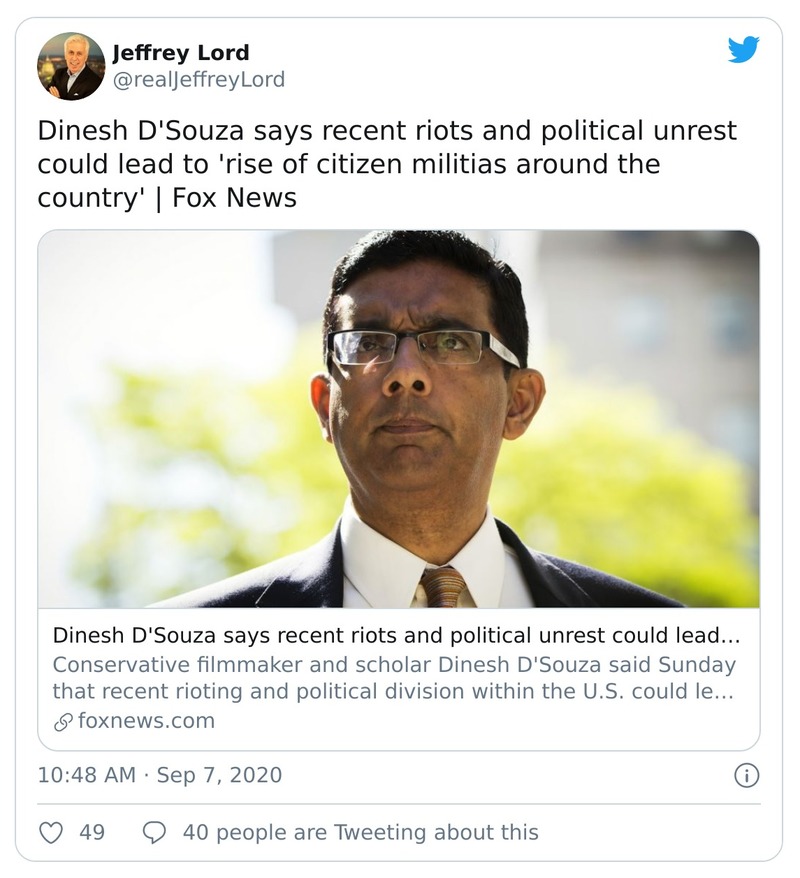 Jeffrey Lord
@realJeffreyLord
Dinesh D'Souza says recent riots and political unrest
could lead to 'rise of citizen militias around the
country' | Fox News
Dinesh D'Souza says recent riots and political unrest could lead...
Conservative filmmaker and scholar Dinesh D'Souza said Sunday
that recent rioting and political division within the U.S. could le...
foxnews.com
10:48 AM · Sep 7, 2020
49
40 people are Tweeting about this